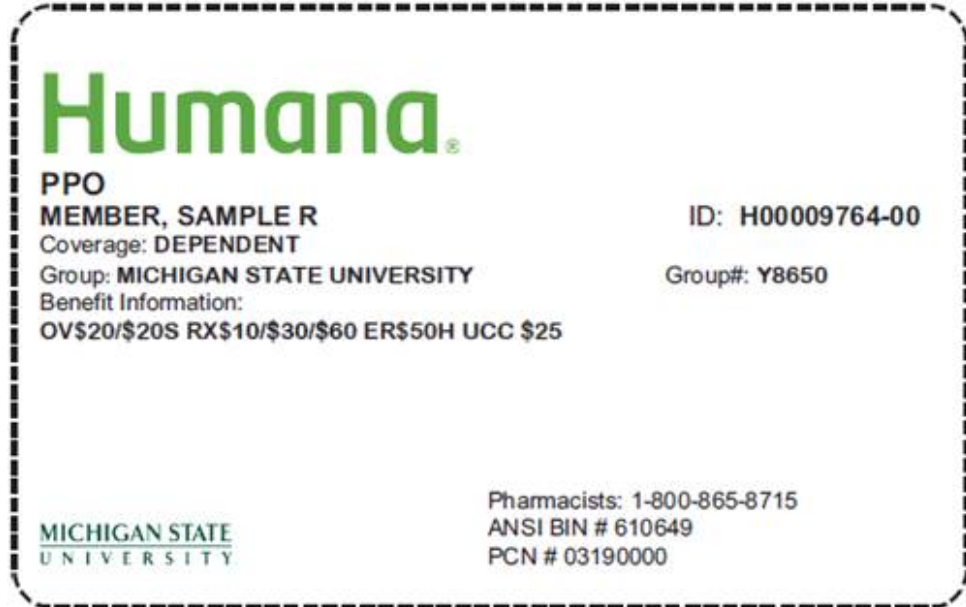 Humana®
PPO
MEMBER, SAMPLE R
ID: H00009764-00
Coverage: DEPENDENT
Group: MICHIGAN STATE UNIVERSITY
Group#: Y8650
Benefit Information:
OV$20/$20S RX$10/$30/$60 ER$50H UCC $25
MICHIGAN STATE
UNIVERSITY
Pharmacists: 1-800-865-8715
ANSI BIN # 610649
PCN # 03190000